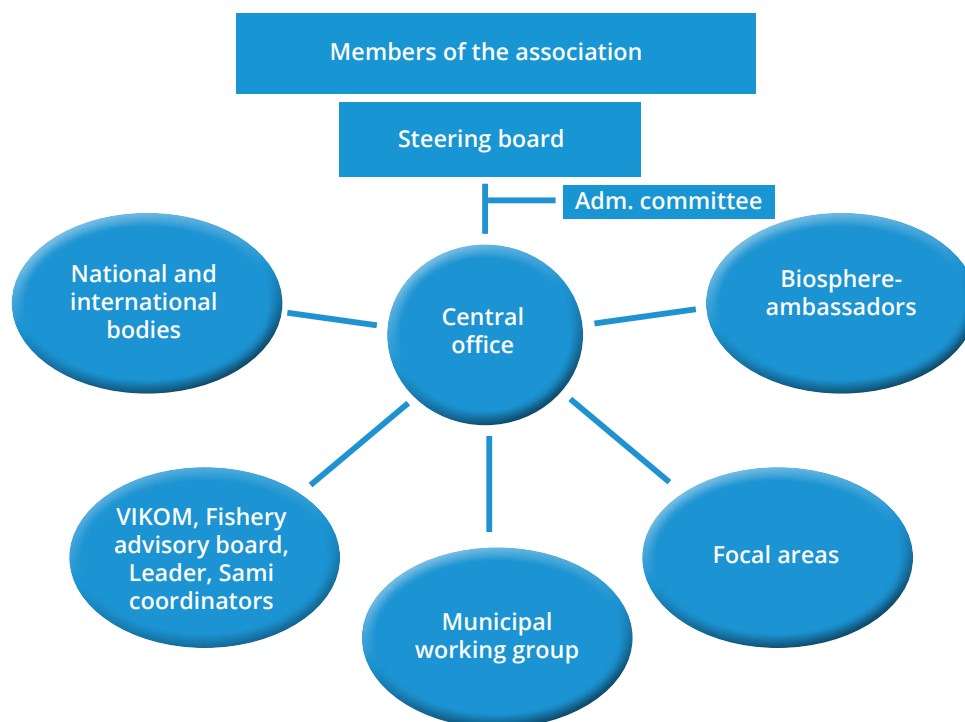 Members of the association
Steering board
Adm. committee
National and
international
bodies
Central
office
Biosphere-
ambassadors
VIKOM, Fishery
advisory board,
Leader, Sami
coordinators
Municipal
working group
Focal areas